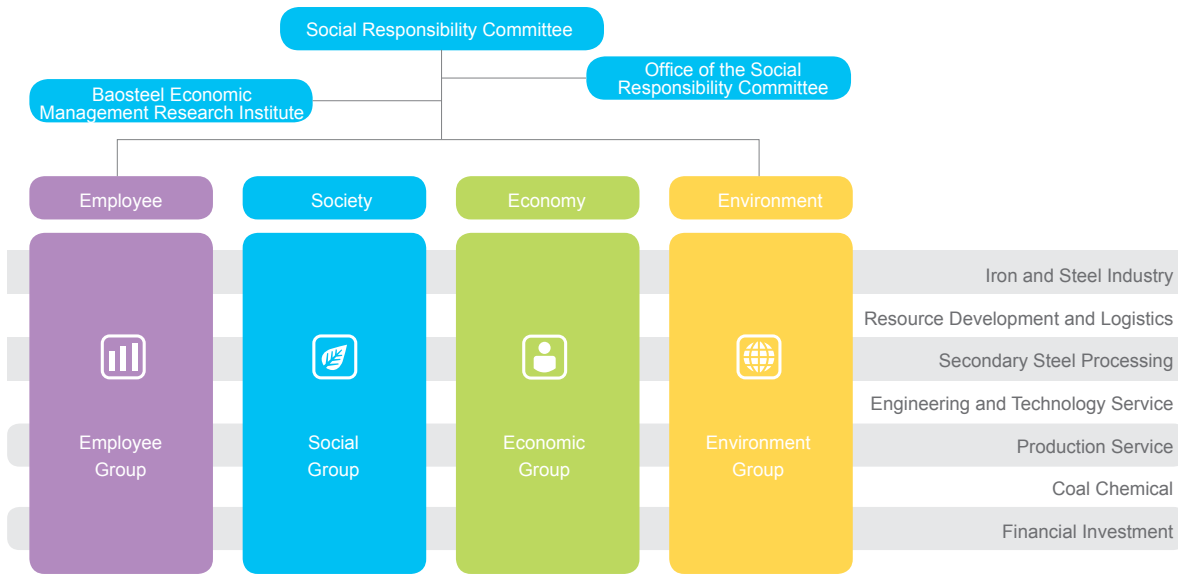 Social Responsibility Committee
Office of the Social
Responsibility Committee
Baosteel Economic
Management Research Institute
Employee
Society
Economy
Environment
Iron and Steel Industry
Resource Development and Logistics
Secondary Steel Processing
Engineering and Technology Service
Production Service
Coal Chemical
Financial Investment
Employee
Group
Social
Group
Economic
Group
Environment
Group